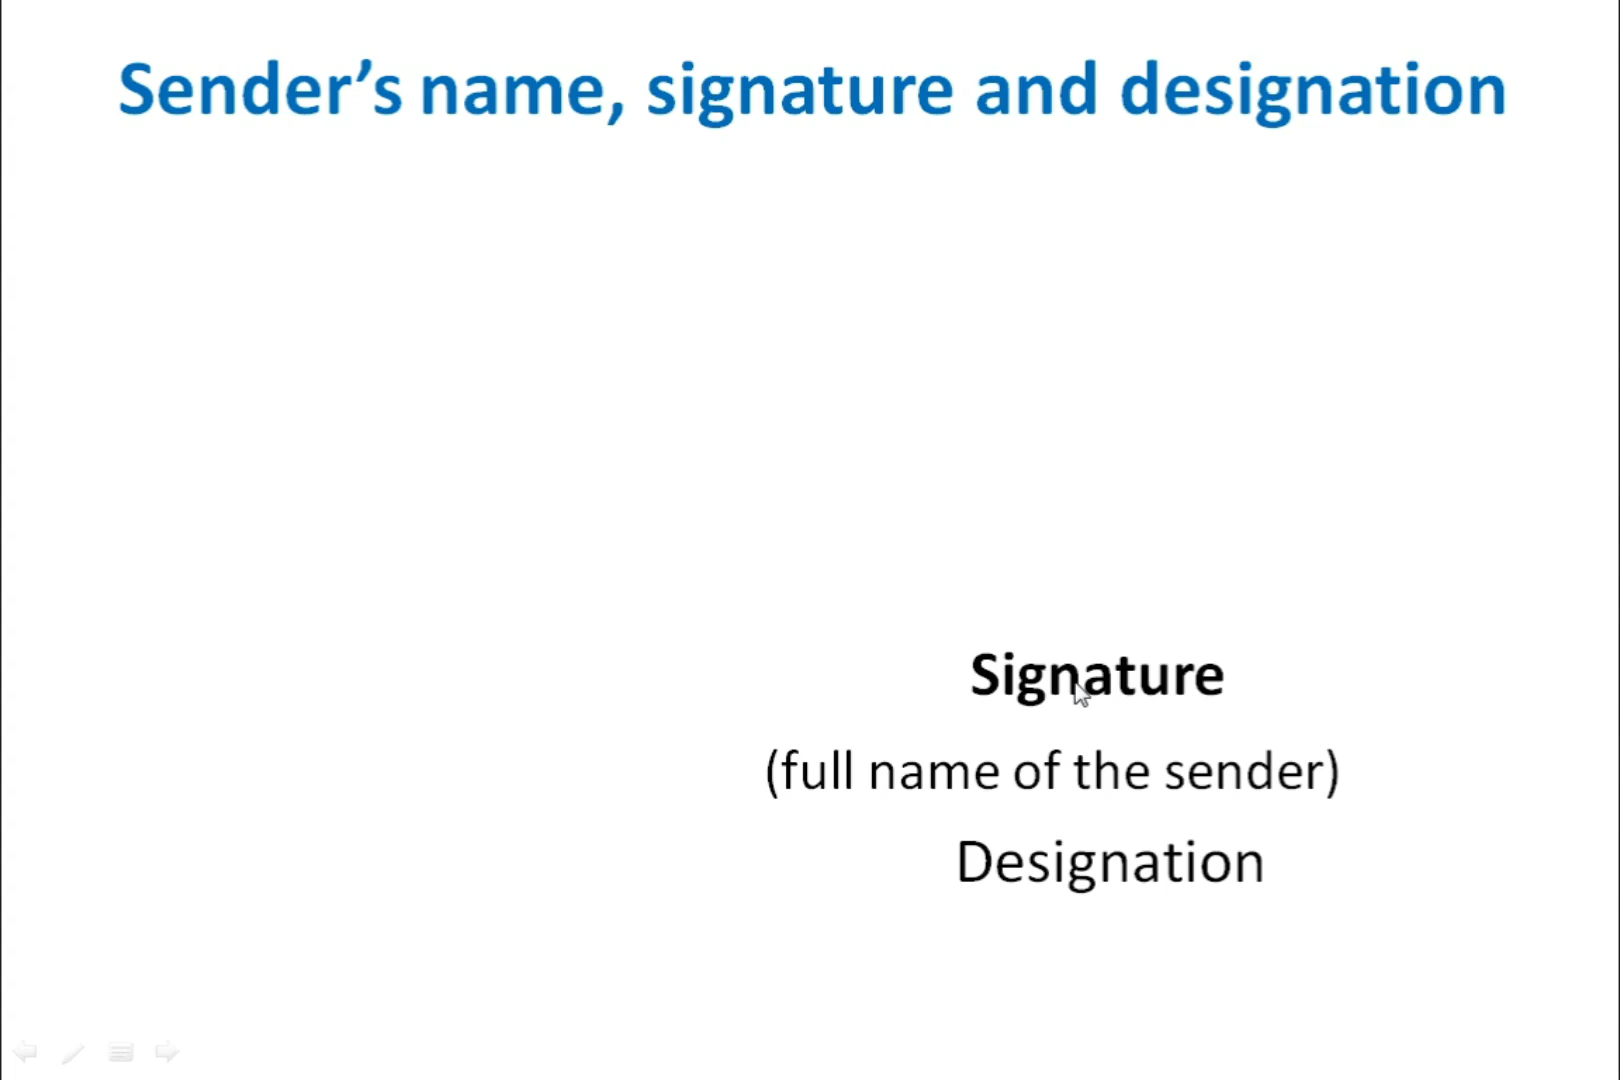 Sender’s name, signature and designation
Signature
(full name of the sender)
Designation